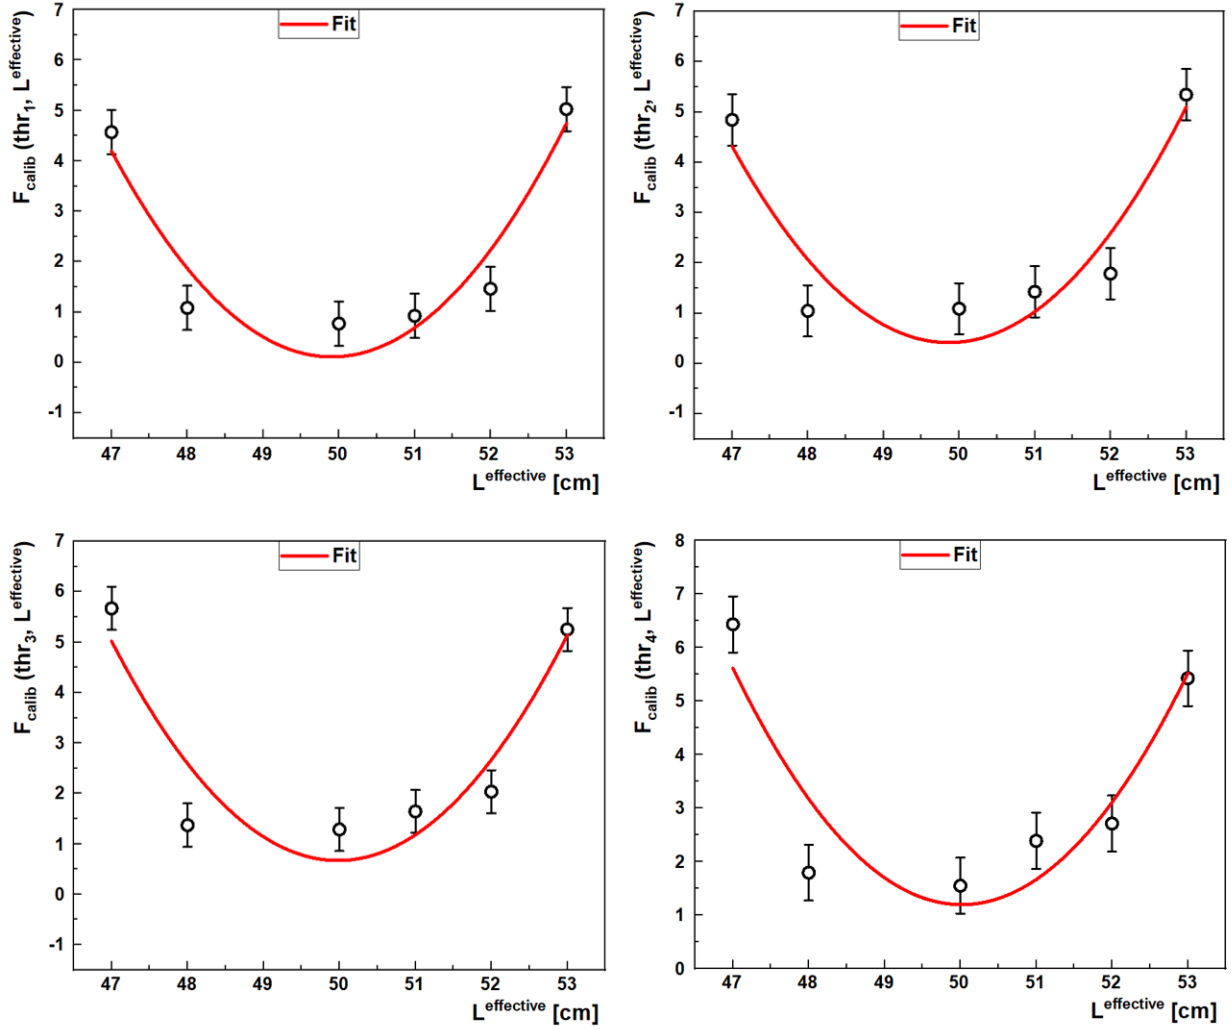 Fit
F_calib (thr_1, L^effective)
7
6
5
4
3
2
1
0
-1
47 48 49 50 51 52 53
L^effective [cm]
Fit
F_calib (thr_2, L^effective)
7
6
5
4
3
2
1
0
-1
47 48 49 50 51 52 53
L^effective [cm]
Fit
F_calib (thr_3, L^effective)
7
6
5
4
3
2
1
0
-1
47 48 49 50 51 52 53
L^effective [cm]
Fit
F_calib (thr_4, L^effective)
8
7
6
5
4
3
2
1
0
47 48 49 50 51 52 53
L^effective [cm]